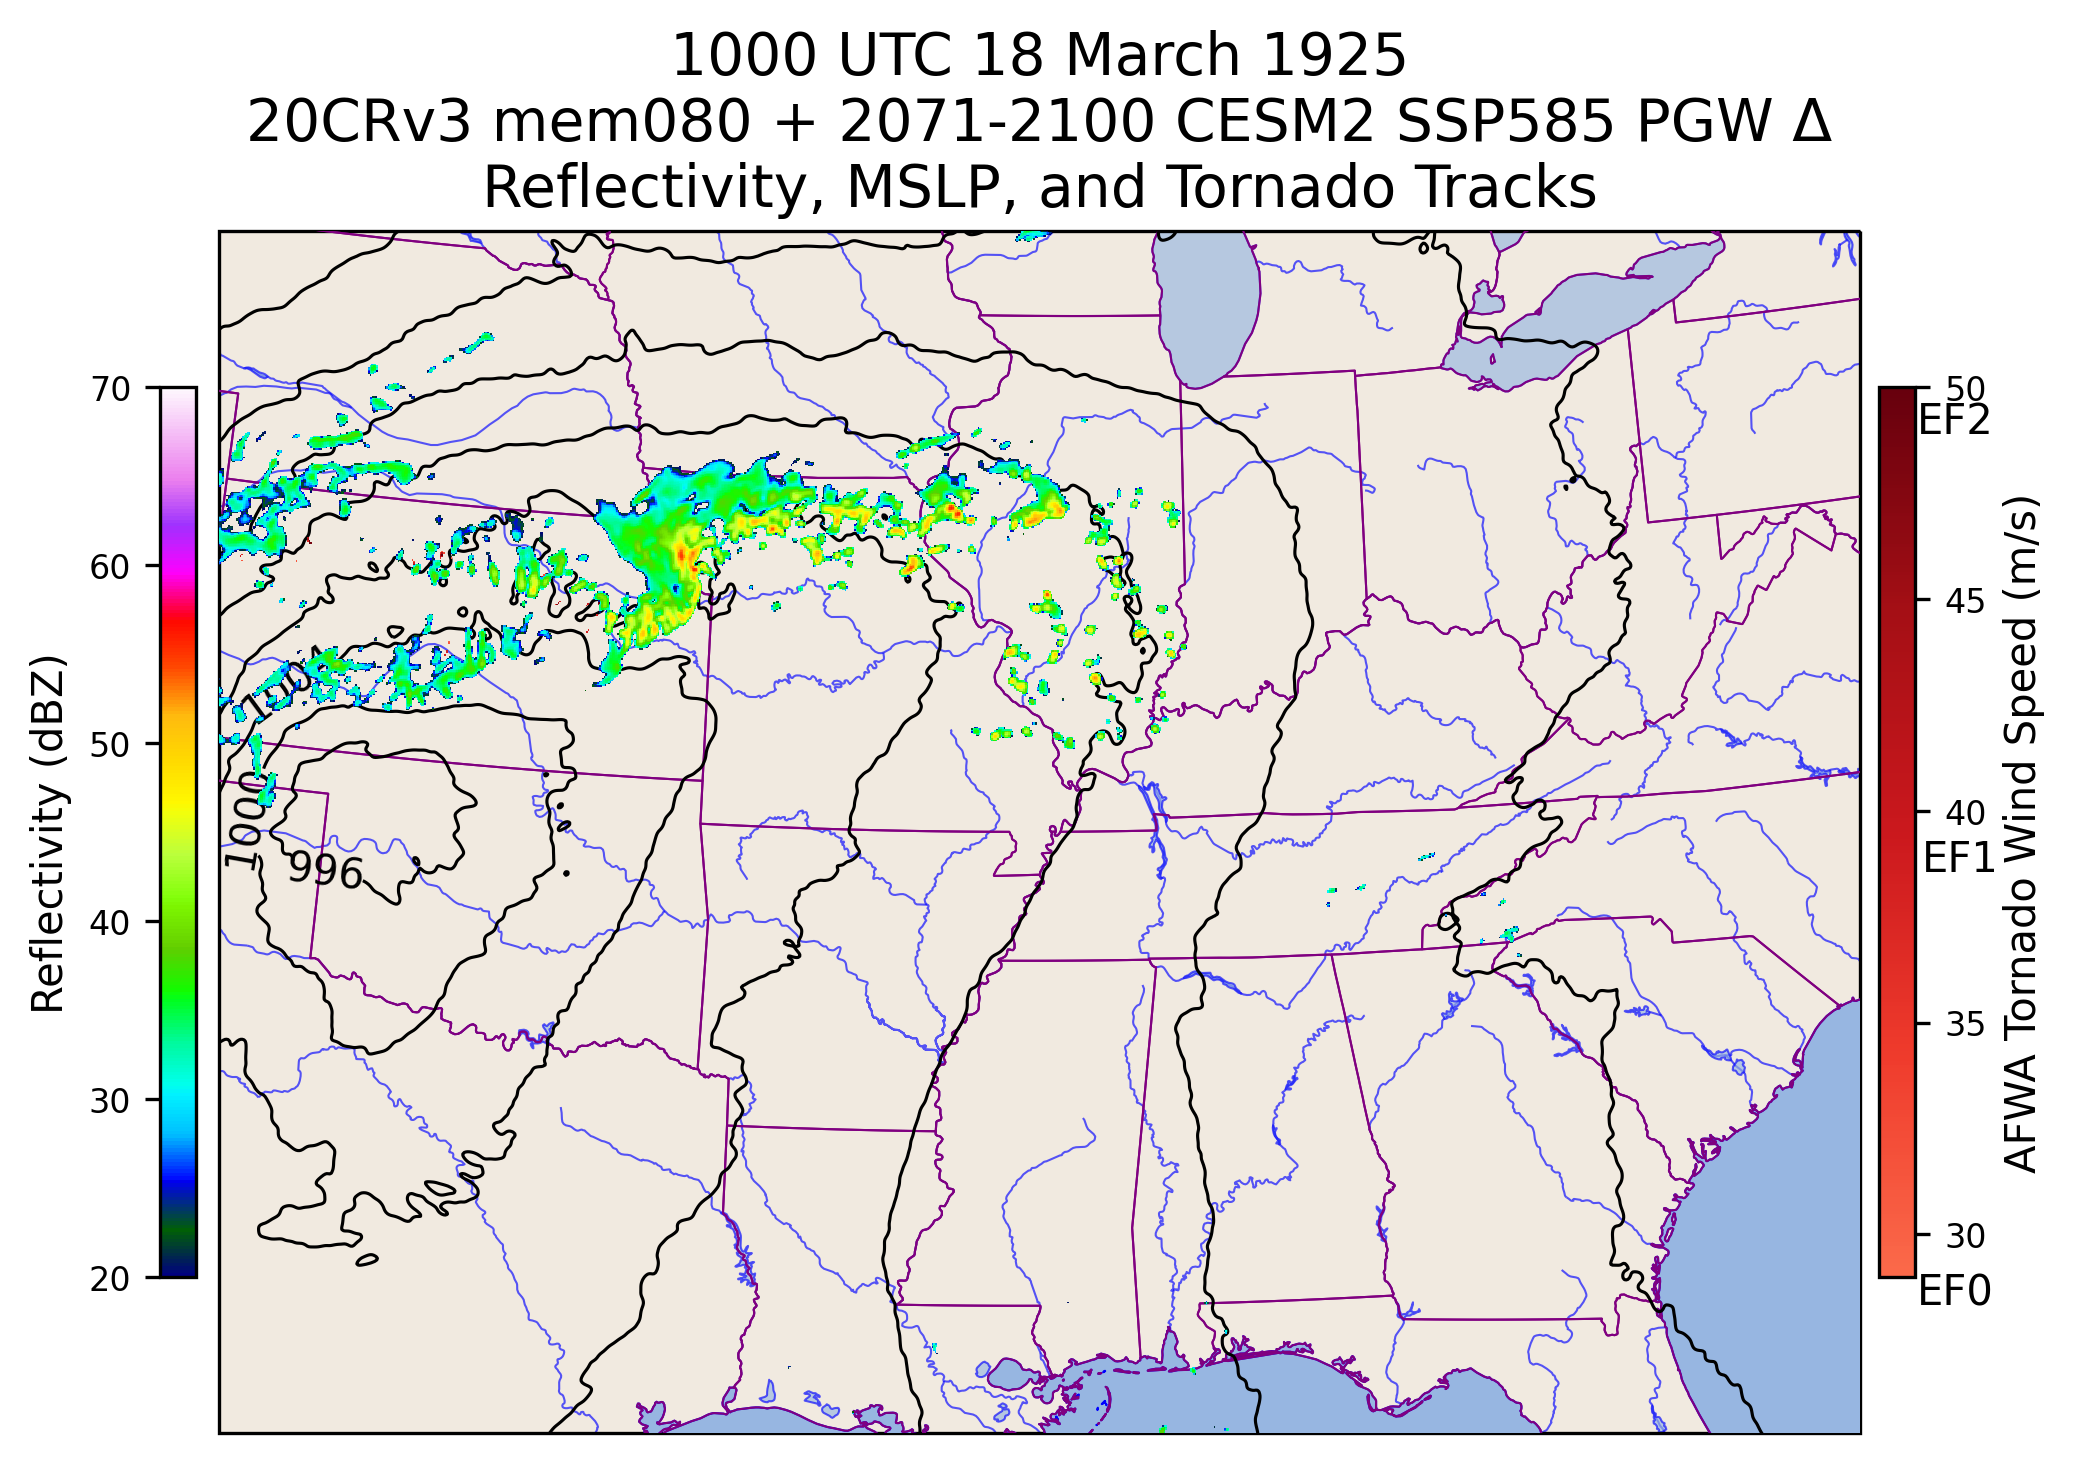 1000 UTC 18 March 1925
20CRv3 mem080 + 2071-2100 CESM2 SSP585 PGW Δ
Reflectivity, MSLP, and Tornado Tracks
Reflectivity (dBZ)
70
60
50
40
30
20
1000
996
50
EF2
45
40
EF1
35
30
EF0
AFWA Tornado Wind Speed (m/s)